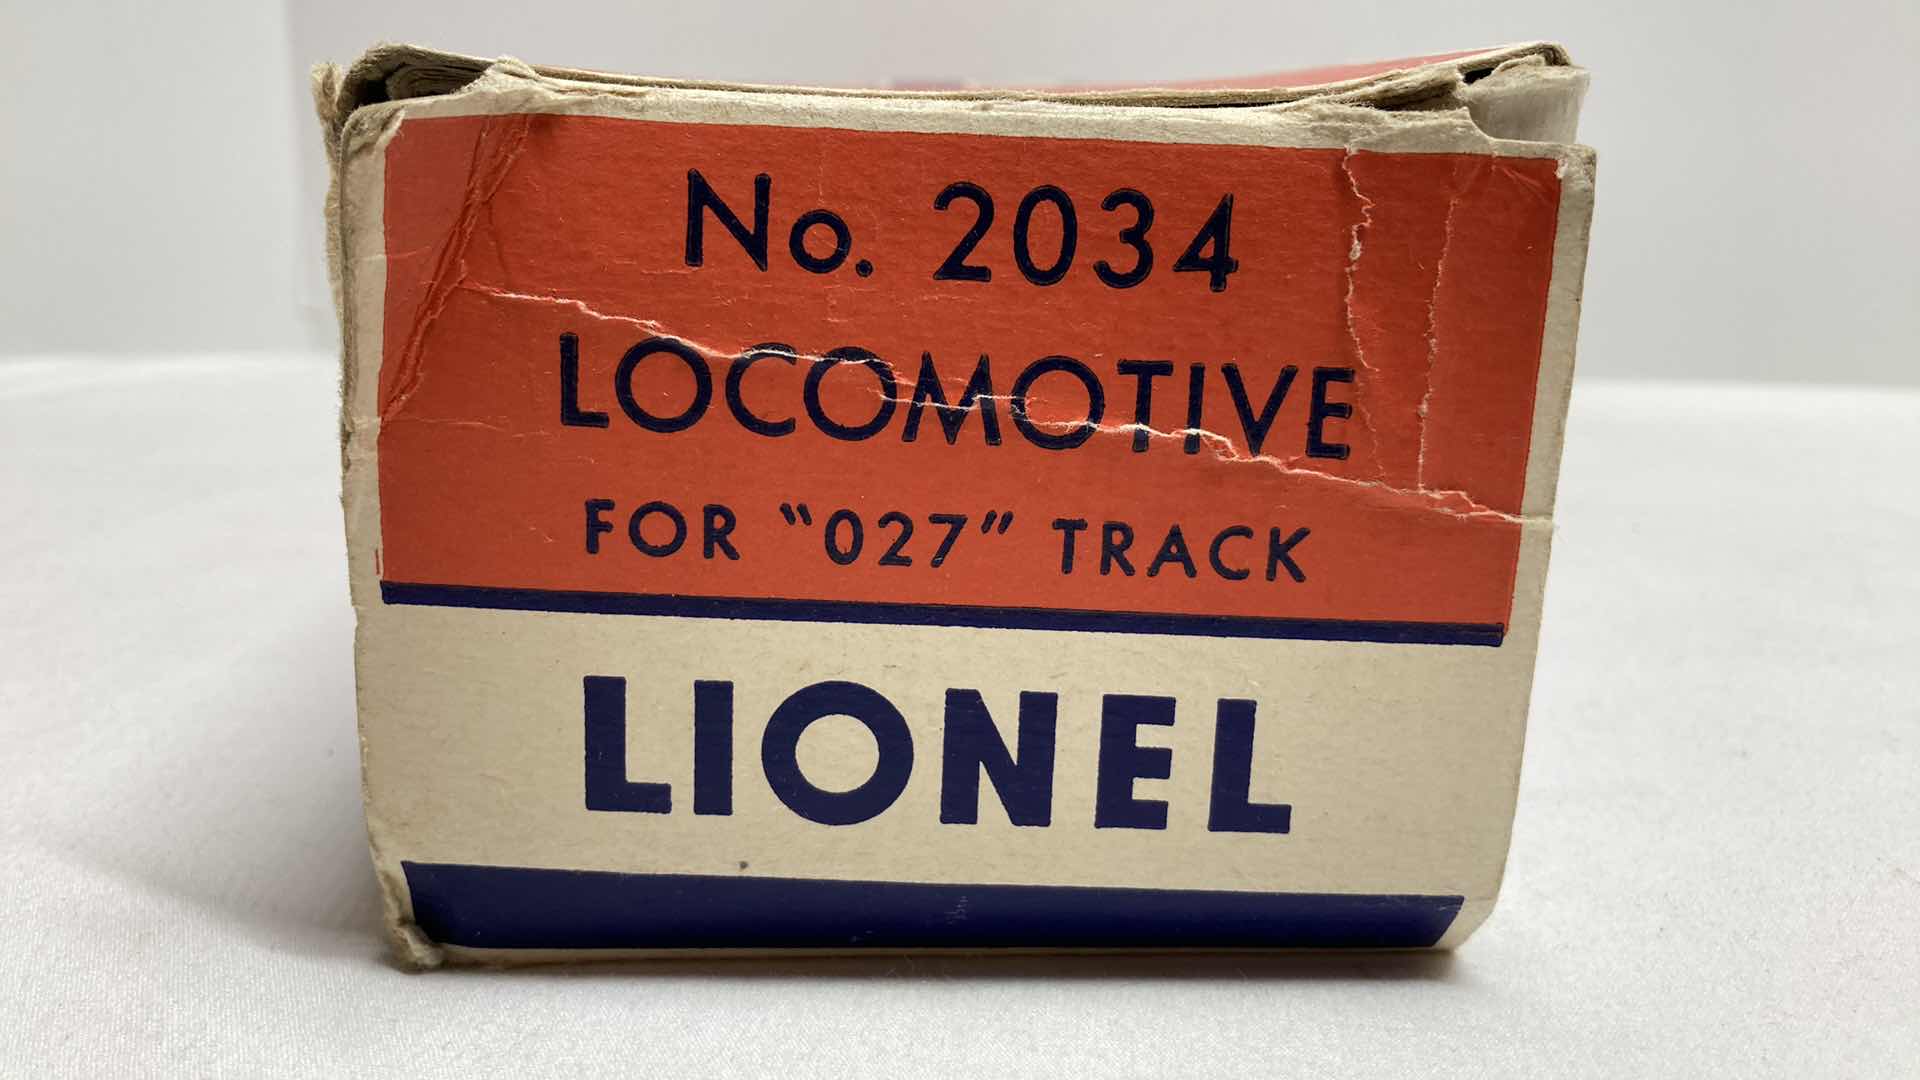 No. 2034
LOCOMOTIVE
FOR "027" TRACK
LIONEL